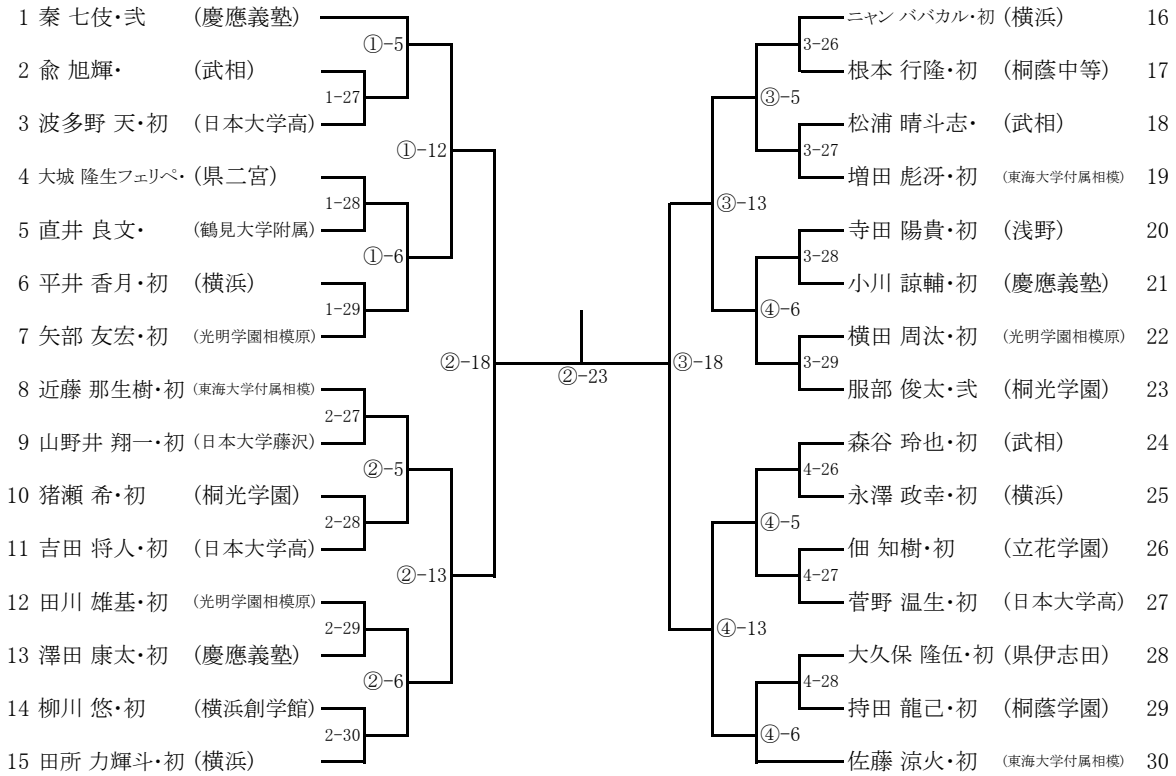 1 秦 七伎・弐 (慶應義塾)
2 兪 旭輝・ (武相)
3 波多野 天・初 (日本大学高)
4 大城 隆生フェリペ・ (県二宮)
5 直井 良文・ (鶴見大学附属)
6 平井 香月・初 (横浜)
7 矢部 友宏・初 (光明学園相模原)
8 近藤 那生樹・初 (東海大学付属相模)
9 山野井 翔一・初 (日本大学藤沢)
10 猪瀬 希・初 (桐光学園)
11 吉田 将人・初 (日本大学高)
12 田川 雄基・初 (光明学園相模原)
13 澤田 康太・初 (慶應義塾)
14 柳川 悠・初 (横浜創学館)
15 田所 力輝斗・初 (横浜)
①-5
1-27
①-12
1-28
①-6
1-29
②-18
2-27
②-5
2-28
②-13
2-29
②-6
2-30
②-23
③-18
3-26
③-5
3-27
③-13
3-28
④-6
3-29
4-26
④-5
4-27
④-13
4-28
④-6
ニャン ババカル・初 (横浜) 16
根本 行隆・初 (桐蔭中等) 17
松浦 晴斗志・ (武相) 18
増田 彪冴・初 (東海大学付属相模) 19
寺田 陽貴・初 (浅野) 20
小川 諒輔・初 (慶應義塾) 21
横田 周汰・初 (光明学園相模原) 22
服部 俊太・弐 (桐光学園) 23
森谷 玲也・初 (武相) 24
永澤 政幸・初 (横浜) 25
佃 知樹・初 (立花学園) 26
菅野 温生・初 (日本大学高) 27
大久保 隆伍・初 (県伊志田) 28
持田 龍己・初 (桐蔭学園) 29
佐藤 涼火・初 (東海大学付属相模) 30